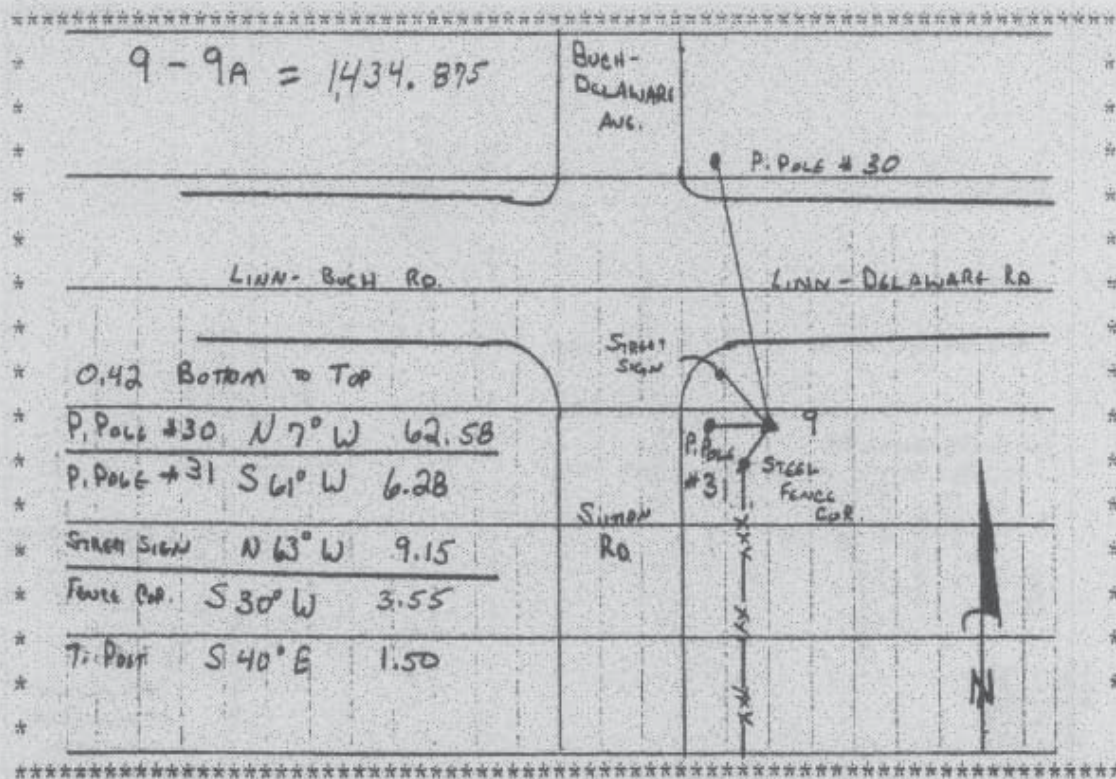 9 - 9A = 1,434.875
BUCH-
DELAWARE
AVE.
P. POLE # 30
LINN - BUCH RD.
LINN - DELAWARE RD
STREET
SIGN
0.42 BOTTOM TO TOP
P. POLE #30 N 7° W 62.58
P. POLE #31 S 61° W 6.28
STREET SIGN N 63° W 9.15
FENCE COR. S 30° W 3.55
T. POST S 40° E 1.50
9
P. POLE
#31
STEEL
FENCE
COR.
RD
N